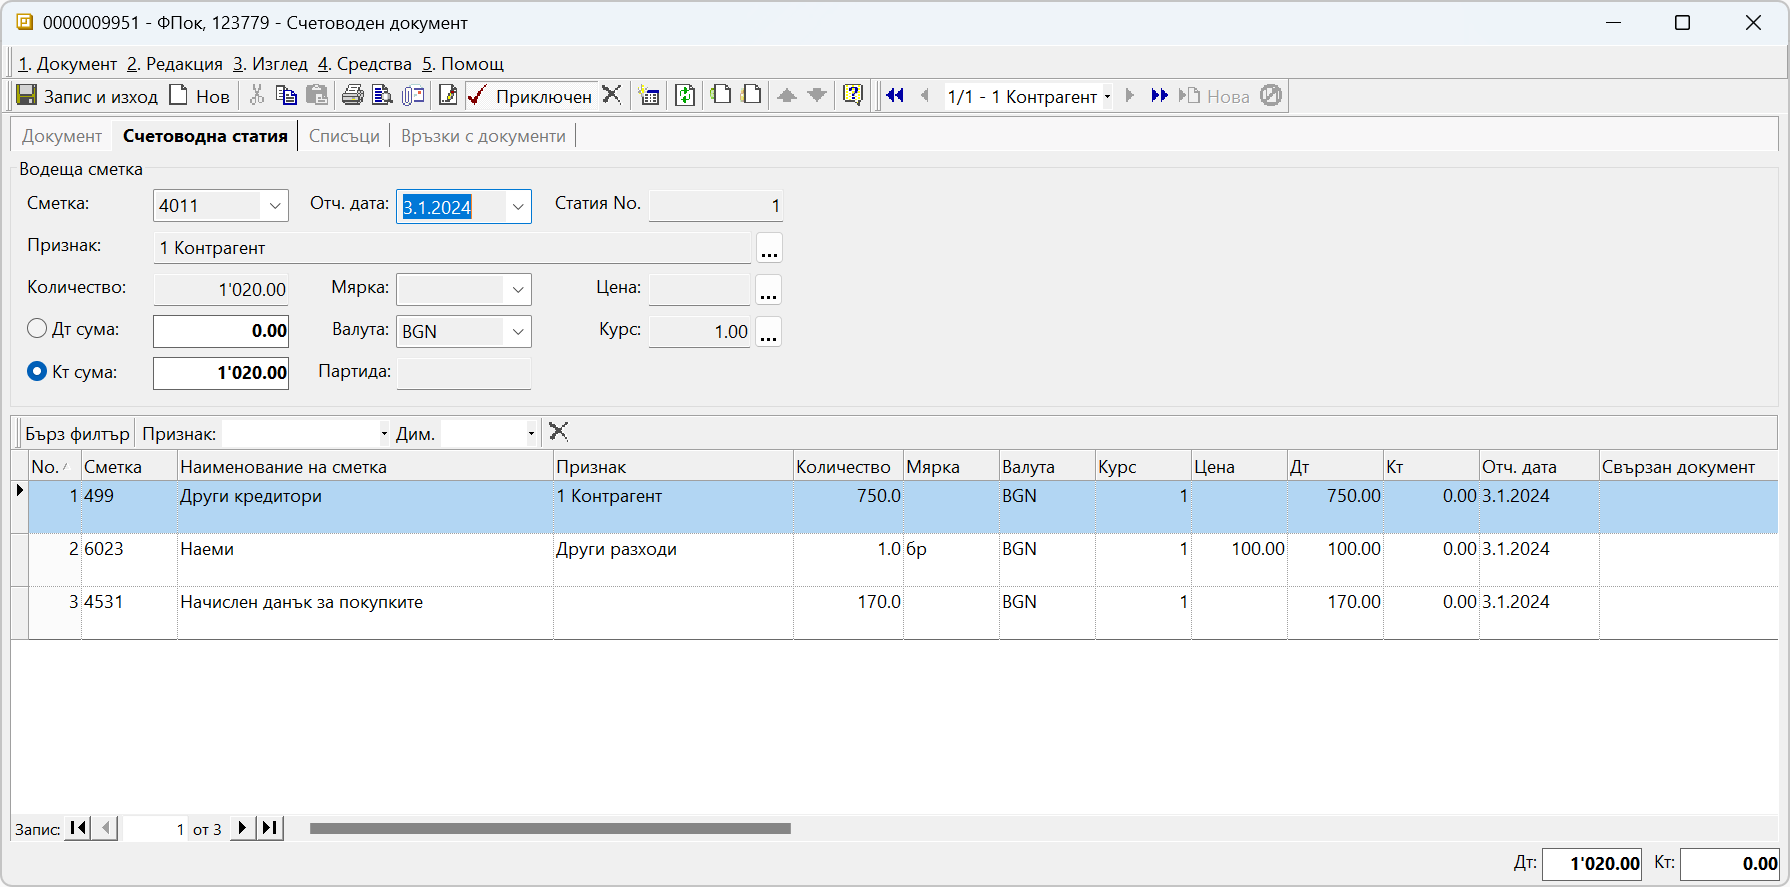 0000009951 - ФПок, 123779 - Счетоводен документ
1. Документ 2. Редакция 3. Изглед 4. Средства 5. Помощ
Запис и изход Нов Приключен 1/1 - 1 Контрагент Нова
Документ Счетоводна статия Списъци Връзки с документи
Водеща сметка
Сметка: 4011 Отч. дата: 3.1.2024 Статия No. 1
Признак: 1 Контрагент ...
Количество: 1'020.00 Мярка: Цена: ...
Дт сума: 0.00 Валута: BGN Курс: 1.00 ...
Кт сума: 1'020.00 Партида:
Бърз филтър Признак: Дим.
No. Сметка Наименование на сметка Признак Количество Мярка Валута Курс Цена Дт Кт Отч. дата Свързан документ
1 499 Други кредитори 1 Контрагент 750.0 BGN 1 750.00 0.00 3.1.2024
2 6023 Наеми Други разходи 1.0 бр BGN 1 100.00 100.00 0.00 3.1.2024
3 4531 Начислен данък за покупките 170.0 BGN 1 170.00 0.00 3.1.2024
Запис: 1 от 3
Дт: 1'020.00 Кт: 0.00